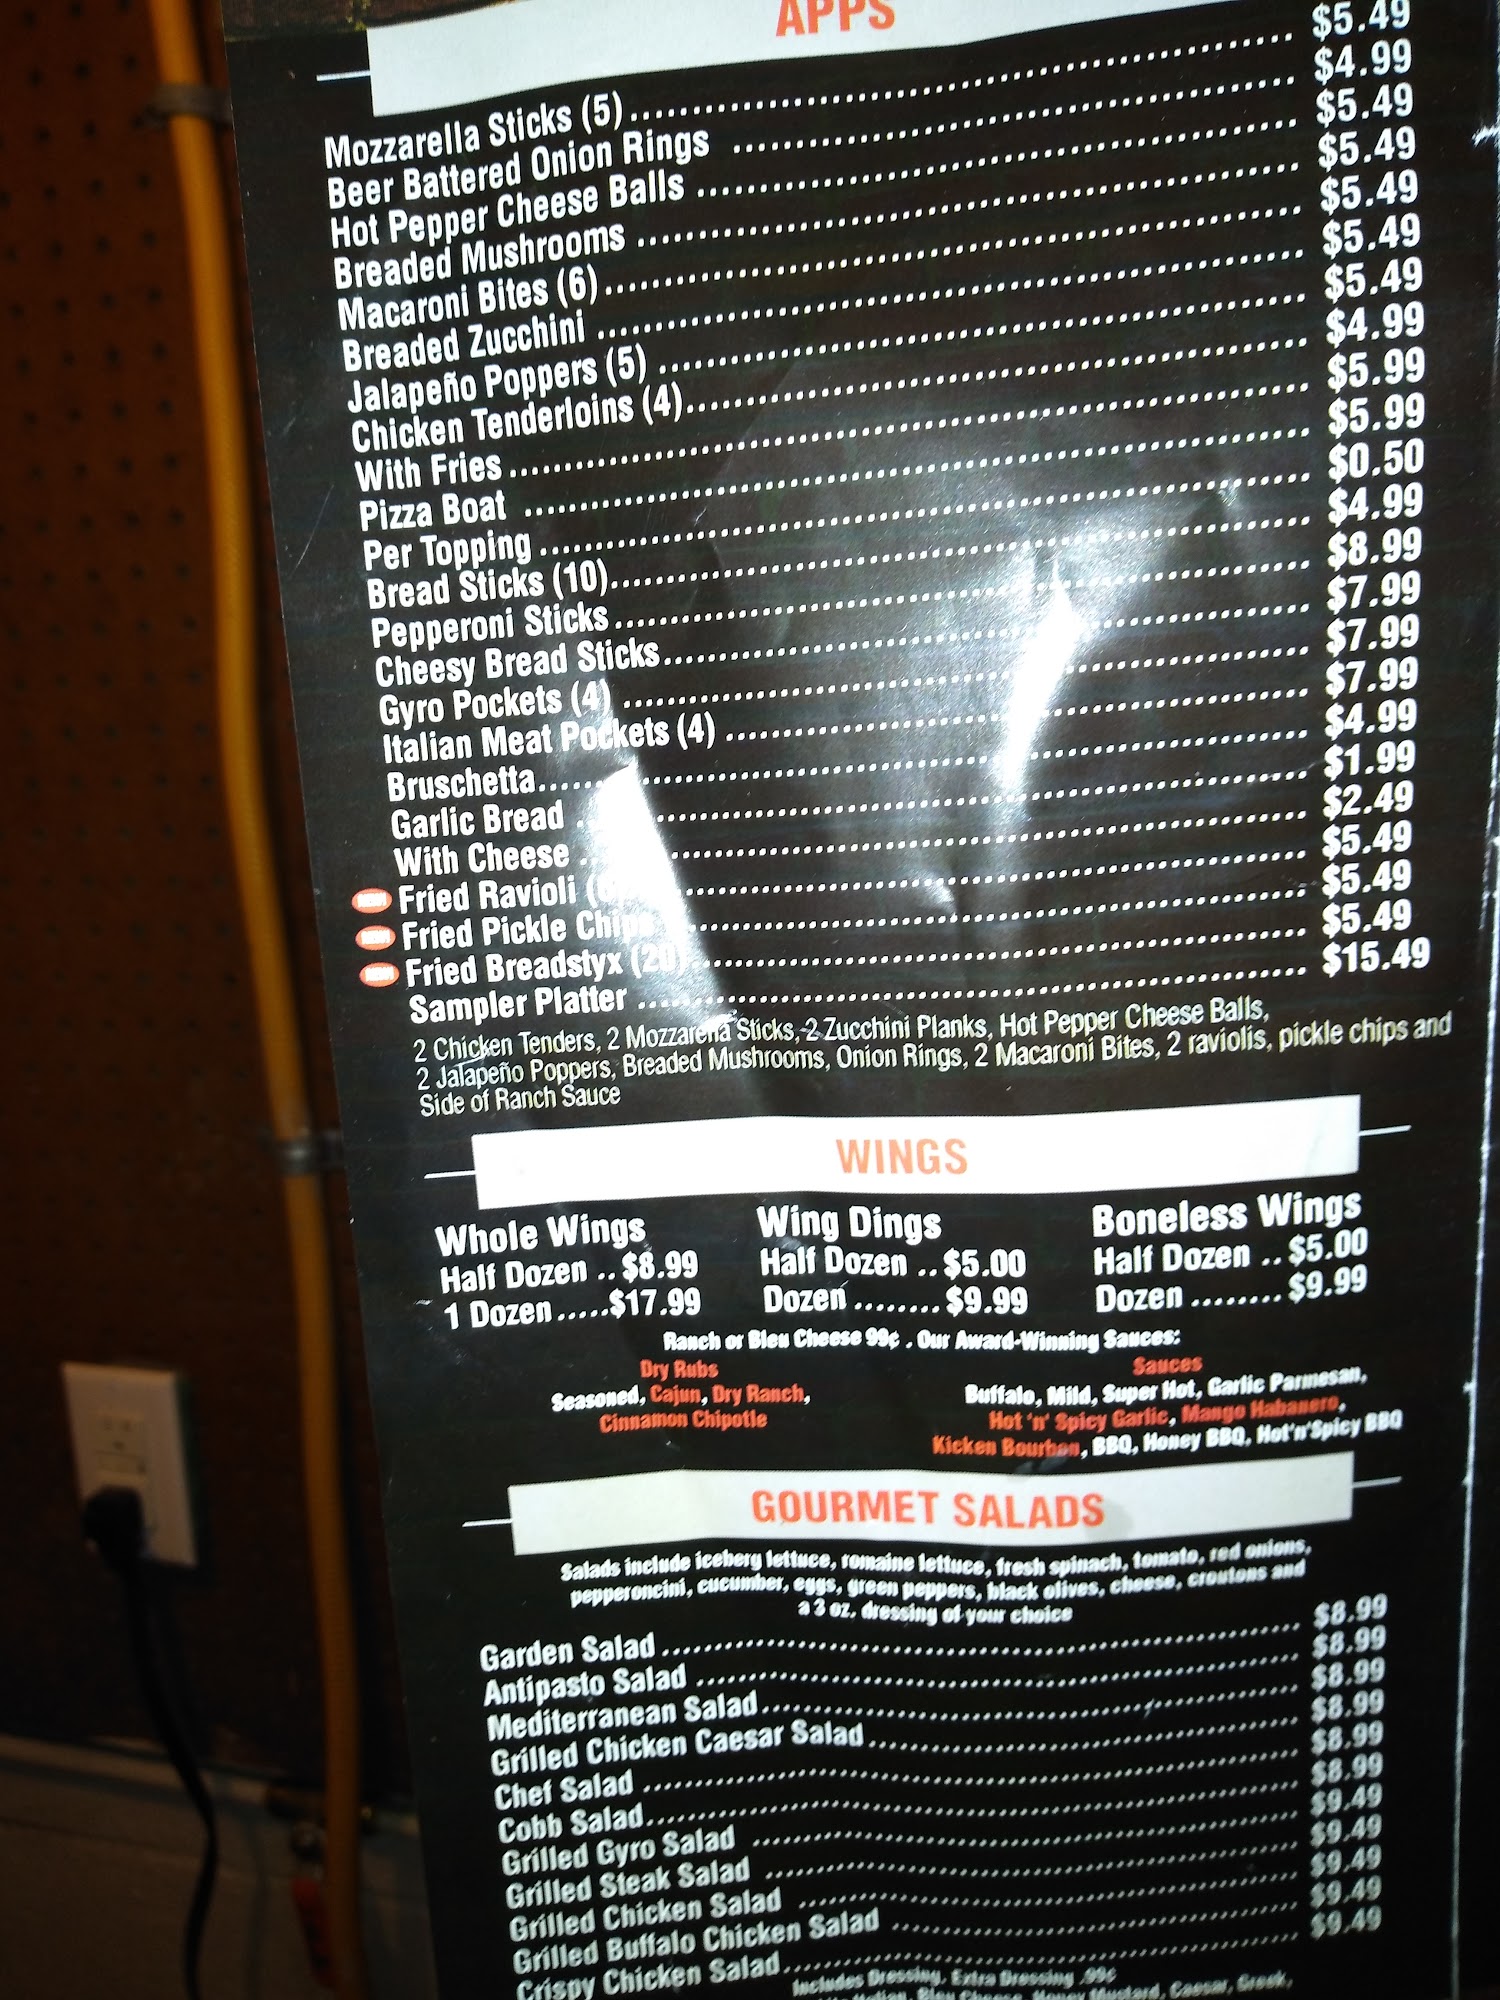 APPS
Mozzarella Sticks (5) $5.49
Beer Battered Onion Rings $4.99
Hot Pepper Cheese Balls $5.49
Breaded Mushrooms $5.49
Macaroni Bites (6) $5.49
Breaded Zucchini $5.49
Jalapeño Poppers (5) $5.49
Chicken Tenderloins (4) $4.99
With Fries $5.99
Pizza Boat $5.99
Per Topping $0.50
Bread Sticks (10) $4.99
Pepperoni Sticks $8.99
Cheesy Bread Sticks $7.99
Gyro Pockets (4) $7.99
Italian Meat Pockets (4) $7.99
Bruschetta $4.99
Garlic Bread $1.99
With Cheese $2.49
NEW! Fried Ravioli $5.49
NEW! Fried Pickle Chips $5.49
NEW! Fried Breadstyx (20) $5.49
Sampler Platter $15.49
2 Chicken Tenders, 2 Mozzarella Sticks, 2 Zucchini Planks, Hot Pepper Cheese Balls,
2 Jalapeño Poppers, Breaded Mushrooms, Onion Rings, 2 Macaroni Bites, 2 raviolis, pickle chips and
Side of Ranch Sauce
WINGS
Whole Wings
Half Dozen .. $8.99
1 Dozen ..... $17.99
Wing Dings
Half Dozen .. $5.00
Dozen ........ $9.99
Boneless Wings
Half Dozen .. $5.00
Dozen ........ $9.99
Ranch or Bleu Cheese 99¢ . Our Award-Winning Sauces:
Dry Rubs
Seasoned, Cajun, Dry Ranch,
Cinnamon Chipotle
Sauces
Buffalo, Mild, Super Hot, Garlic Parmesan,
Hot 'n' Spicy Garlic, Mango Habanero,
Kicken Bourbon, BBQ, Honey BBQ, Hot'n'Spicy BBQ
GOURMET SALADS
Salads include iceberg lettuce, romaine lettuce, fresh spinach, tomato, red onions,
pepperoncini, cucumber, eggs, green peppers, black olives, cheese, croutons and
a 3 oz. dressing of your choice
Garden Salad $8.99
Antipasto Salad $8.99
Mediterranean Salad $8.99
Grilled Chicken Caesar Salad $8.99
Chef Salad $8.99
Cobb Salad $8.99
Grilled Gyro Salad $9.49
Grilled Steak Salad $9.49
Grilled Chicken Salad $9.49
Grilled Buffalo Chicken Salad $9.49
Crispy Chicken Salad $9.49
Includes Dressing. Extra Dressing .99¢
Italian, Bleu Cheese, Honey Mustard, Caesar, Greek,